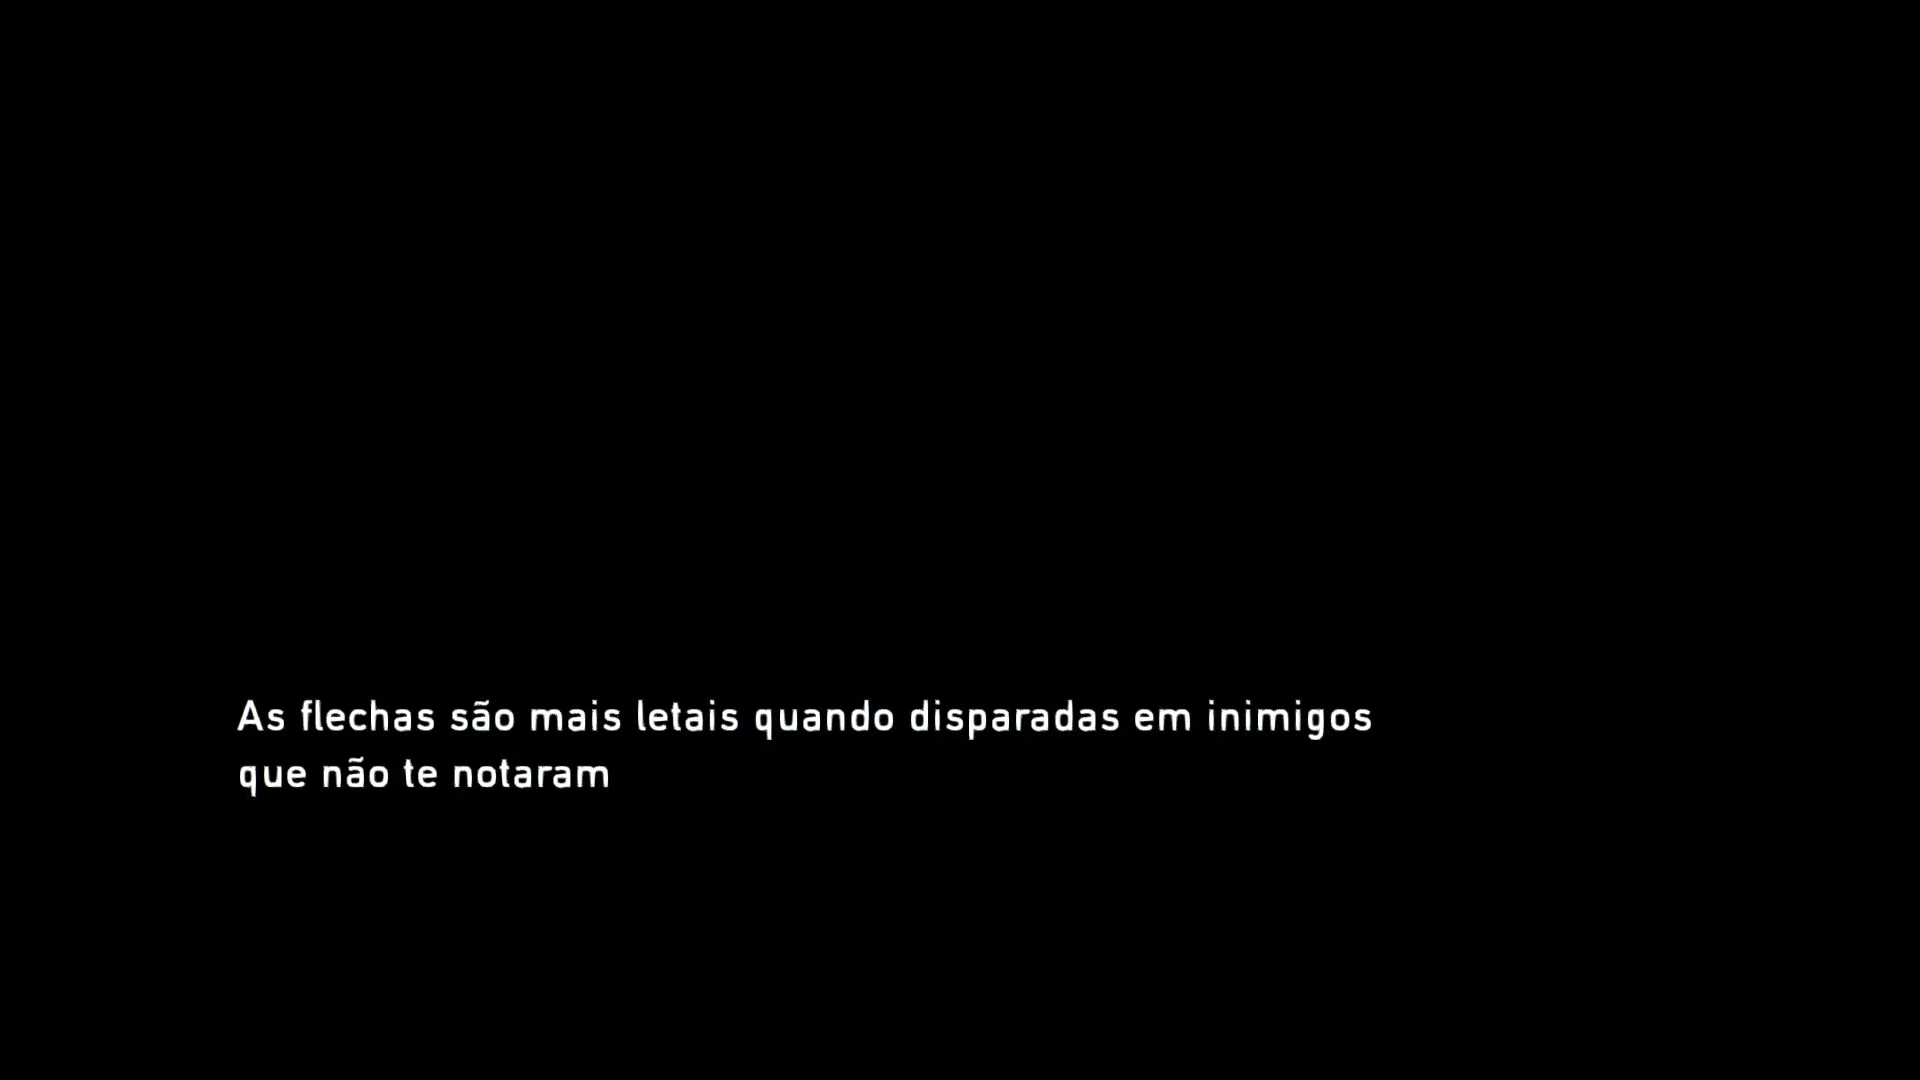 As flechas são mais letais quando disparadas em inimigos
que não te notaram